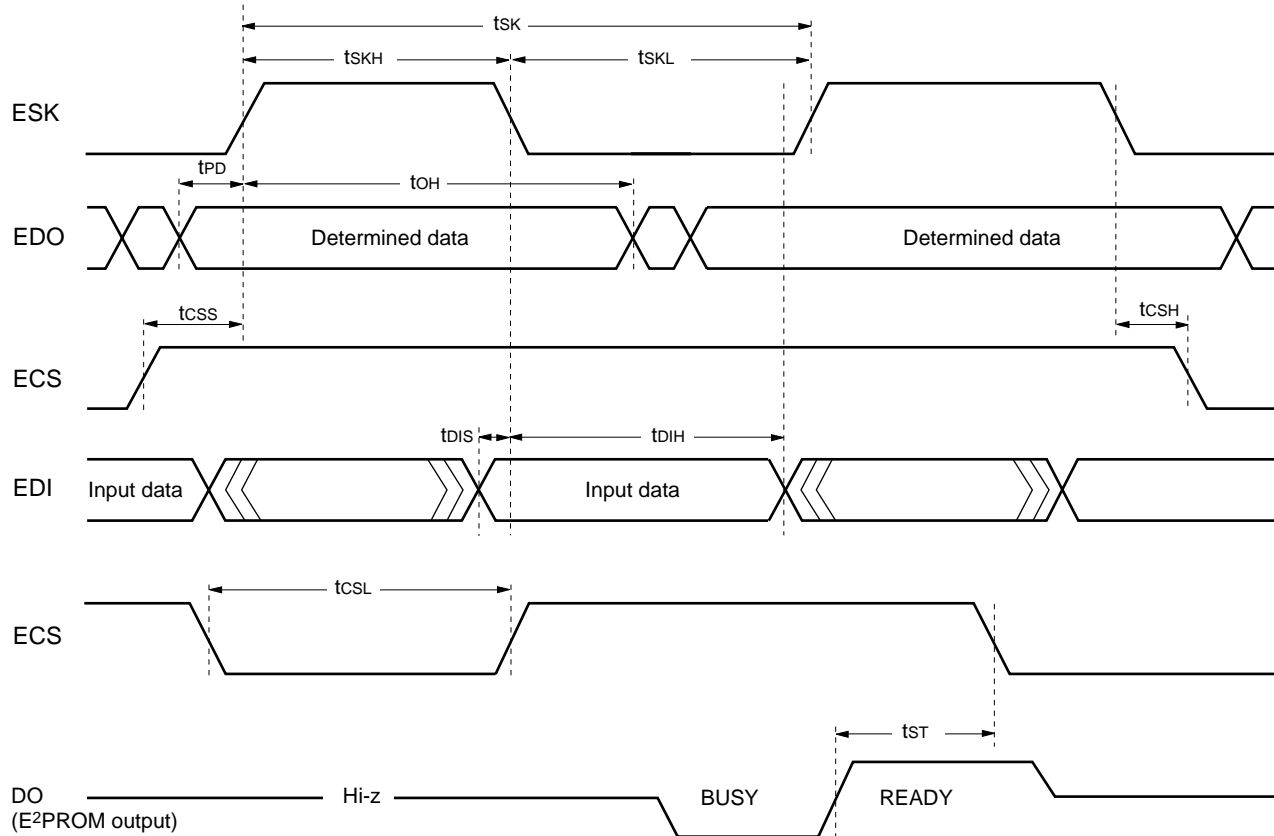 tSK
tSKH
tSKL
ESK
tPD
tOH
EDO
Determined data
Determined data
tCSS
tCSH
ECS
tDIS
tDIH
EDI
Input data
Input data
tCSL
ECS
tST
DO
(E2PROM output)
Hi-z
BUSY
READY